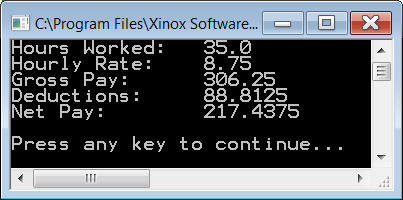 C:\Program Files\Xinox Software...
Hours Worked: 35.0
Hourly Rate: 8.75
Gross Pay: 306.25
Deductions: 88.8125
Net Pay: 217.4375
Press any key to continue...